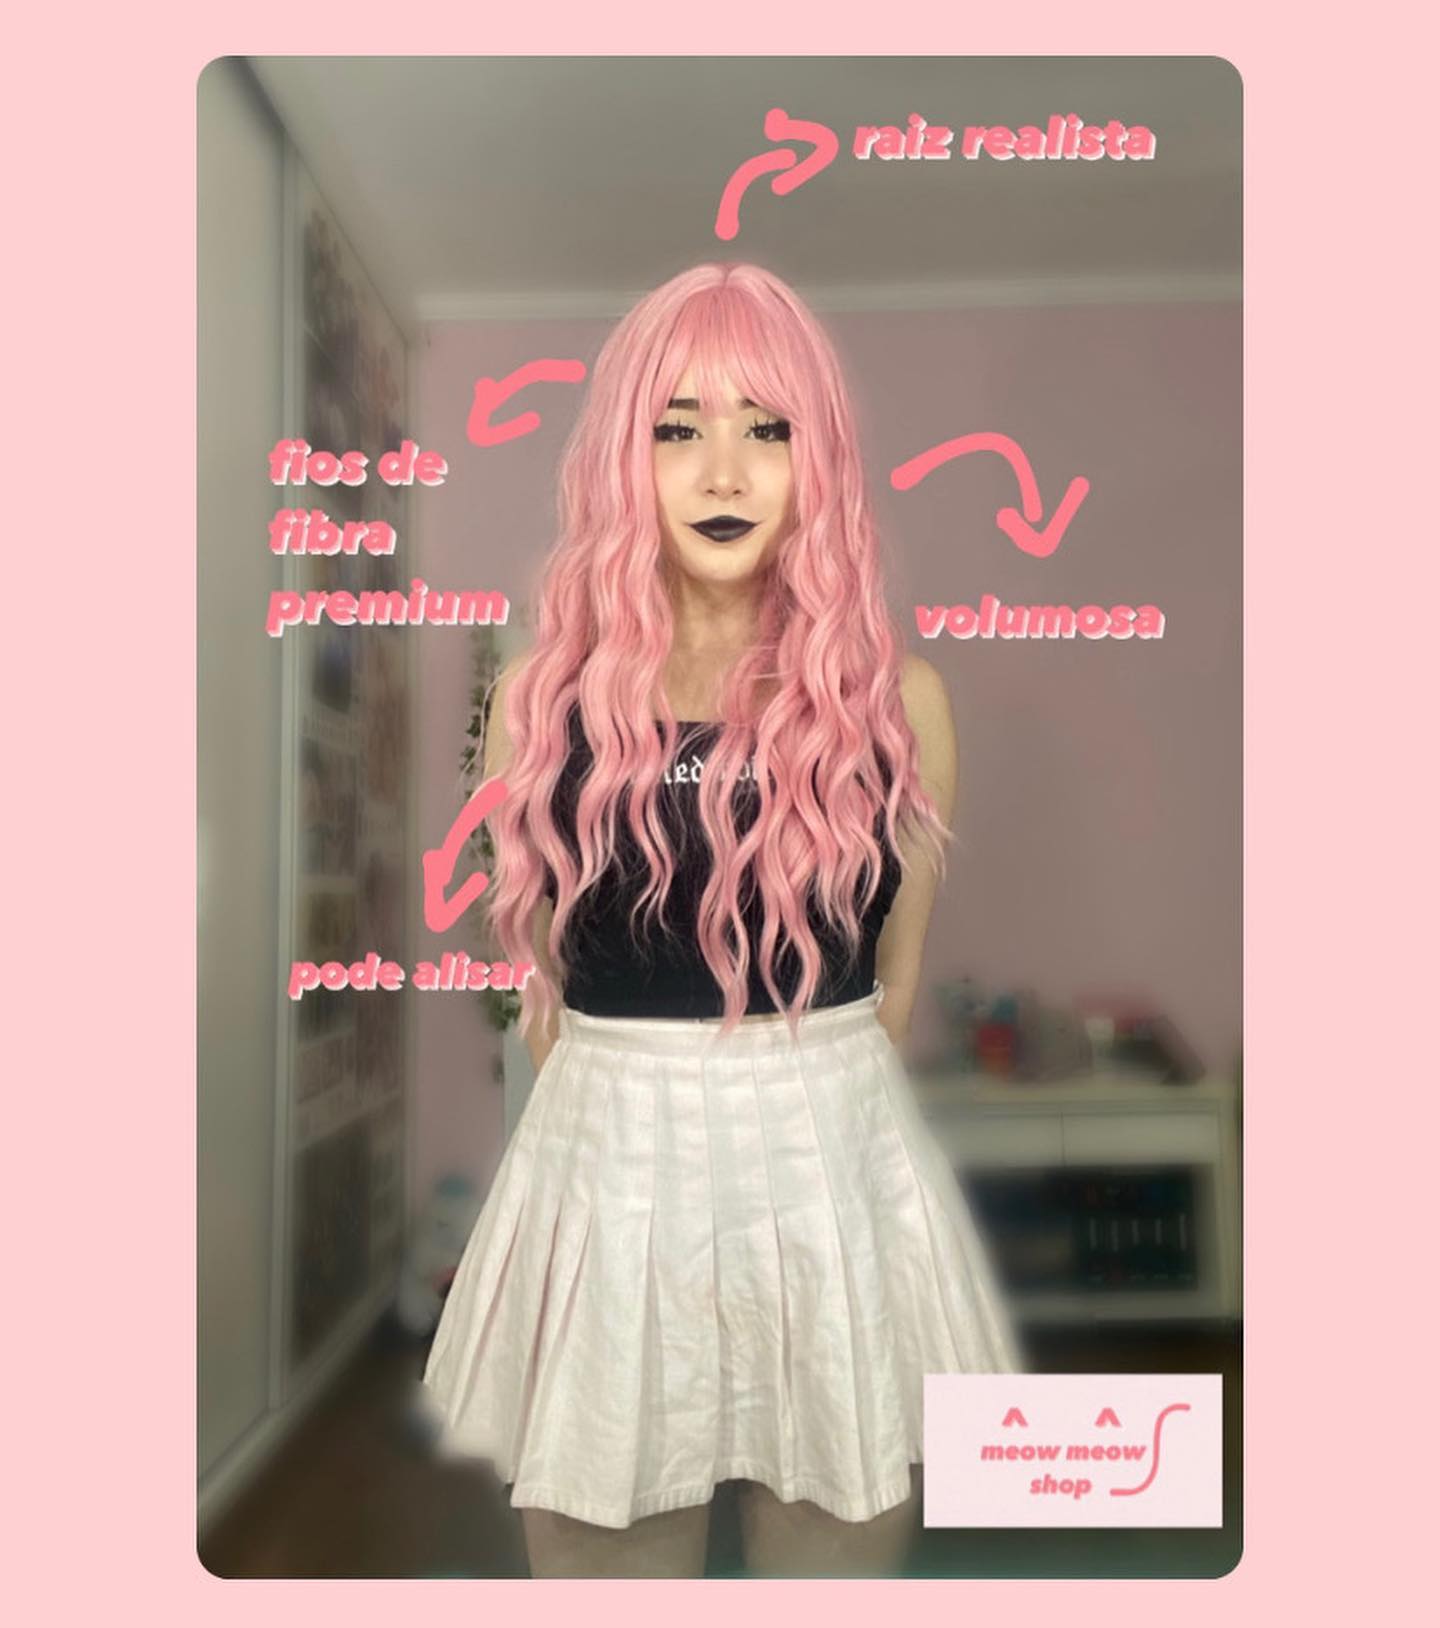 raiz realista
fios de
fibra
premium
volumosa
pode alisar
^ ^
meow meow
shop